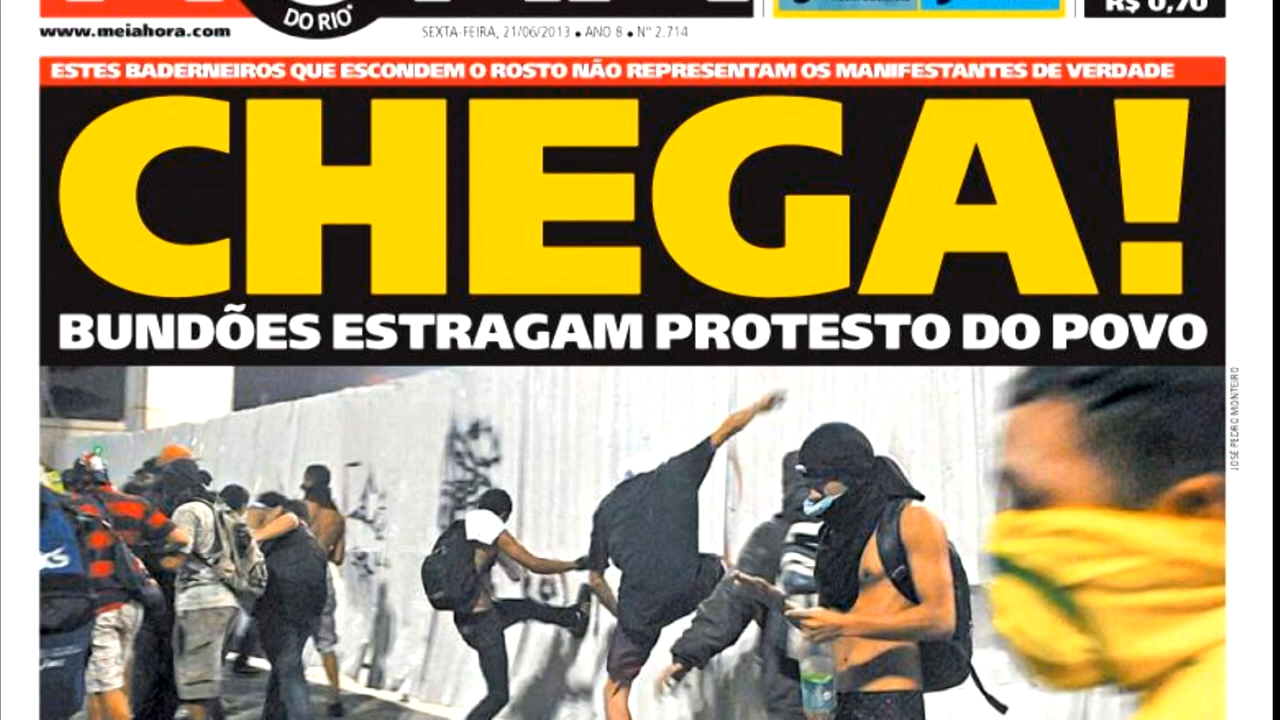 DO RIO
R$ 0,70
www.meiahora.com
SEXTA-FEIRA, 21/06/2013 • ANO 8 • Nº 2.714
ESTES BADERNEIROS QUE ESCONDEM O ROSTO NÃO REPRESENTAM OS MANIFESTANTES DE VERDADE
CHEGA!
BUNDÕES ESTRAGAM PROTESTO DO POVO
JOSÉ PEDRO MONTEIRO